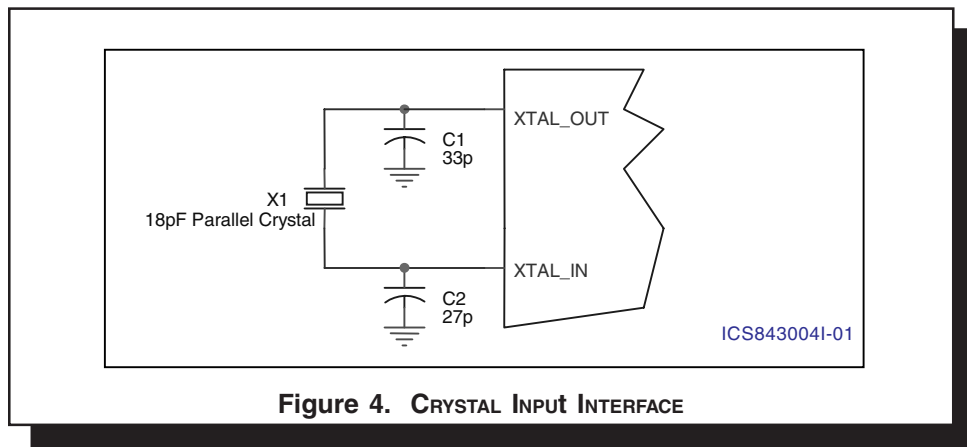 XTAL_OUT
C1
33p
X1
18pF Parallel Crystal
XTAL_IN
C2
27p
ICS843004I-01
Figure 4. CRYSTAL INPUt INTERFACE